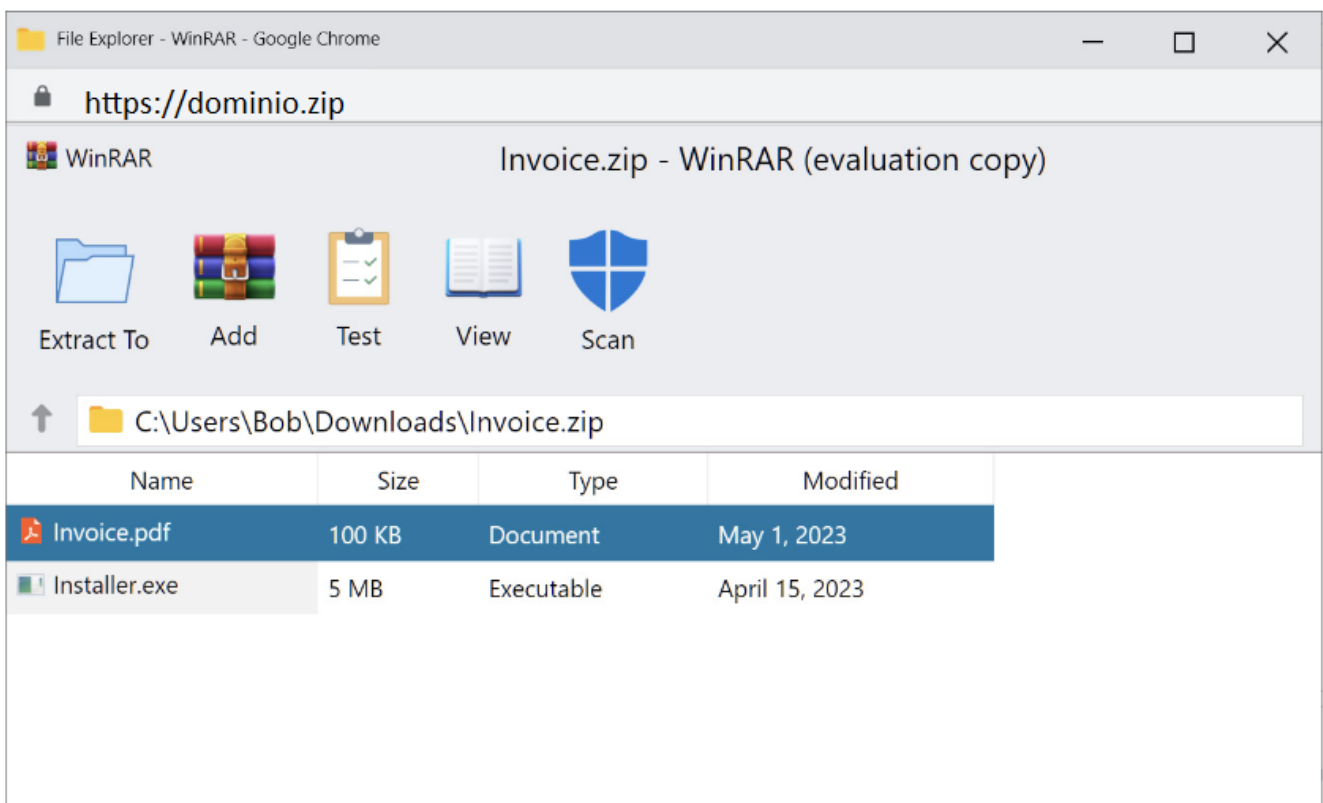 File Explorer - WinRAR - Google Chrome
https://dominio.zip
WinRAR Invoice.zip - WinRAR (evaluation copy)
Extract To Add Test View Scan
C:\Users\Bob\Downloads\Invoice.zip
Name Size Type Modified
Invoice.pdf 100 KB Document May 1, 2023
Installer.exe 5 MB Executable April 15, 2023